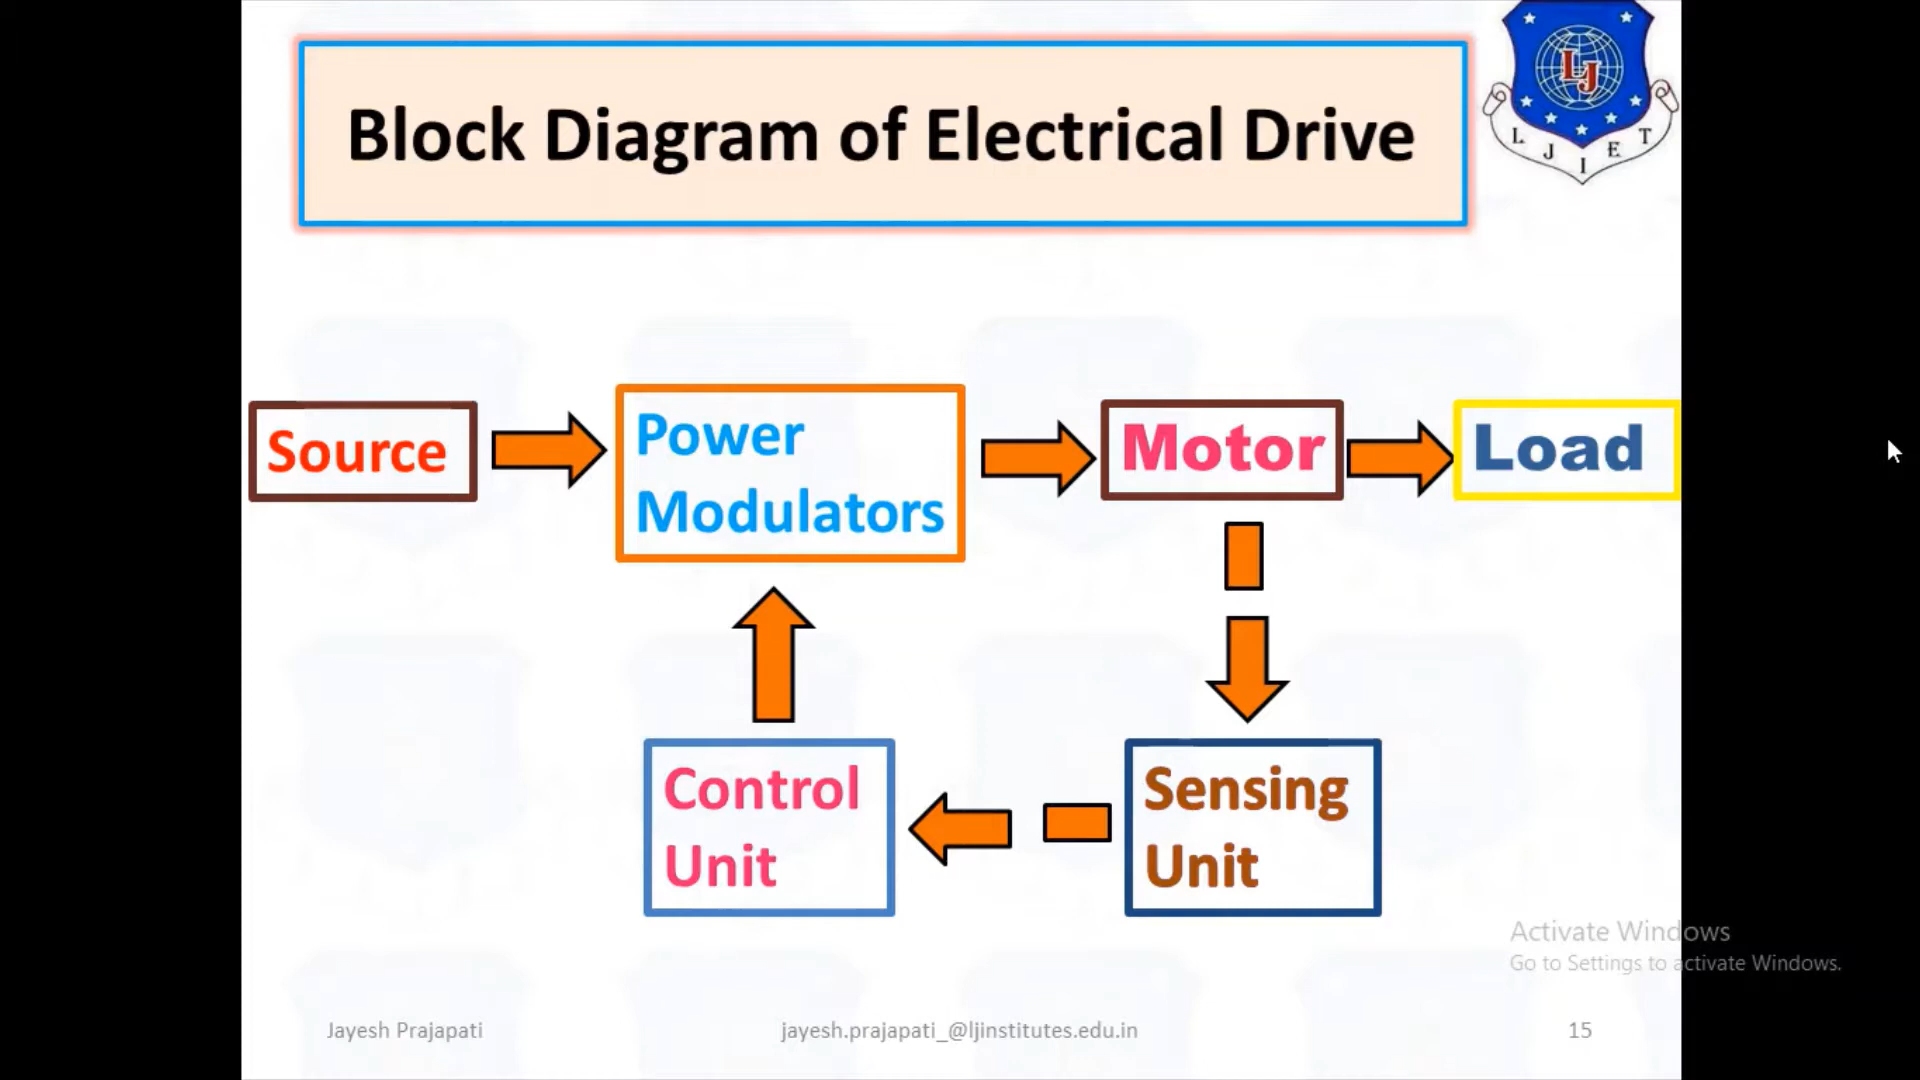 Block Diagram of Electrical Drive
LJ
L J I E T
Source
Power
Modulators
Motor
Load
Control
Unit
Sensing
Unit
Activate Windows
Go to Settings to activate Windows.
Jayesh Prajapati
jayesh.prajapati_@ljinstitutes.edu.in
15